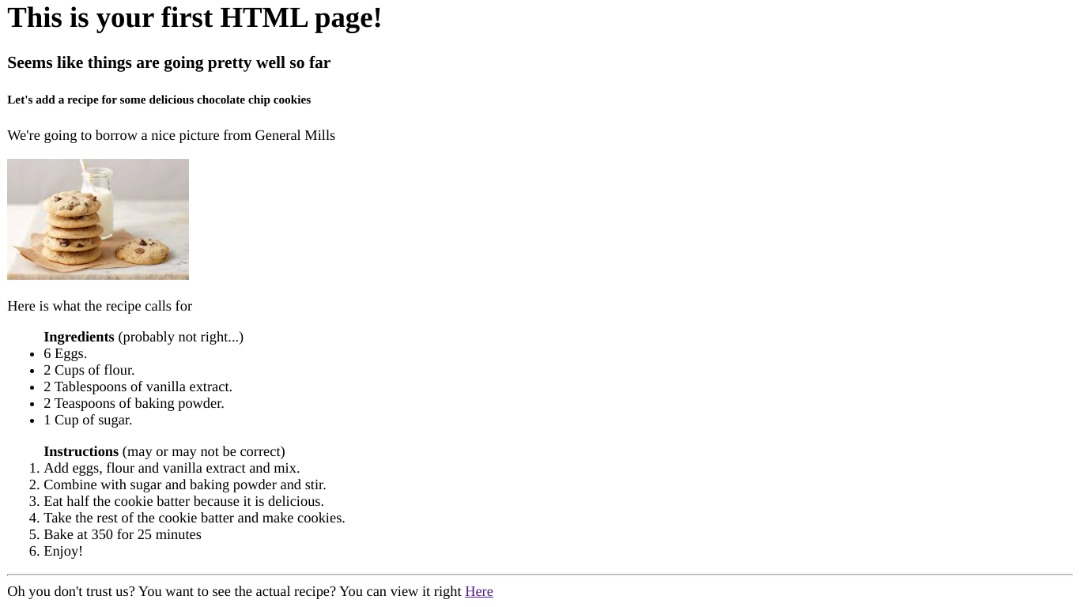 This is your first HTML page!
Seems like things are going pretty well so far
Let's add a recipe for some delicious chocolate chip cookies
We're going to borrow a nice picture from General Mills
Here is what the recipe calls for
Ingredients (probably not right...)
• 6 Eggs.
• 2 Cups of flour.
• 2 Tablespoons of vanilla extract.
• 2 Teaspoons of baking powder.
• 1 Cup of sugar.
Instructions (may or may not be correct)
1. Add eggs, flour and vanilla extract and mix.
2. Combine with sugar and baking powder and stir.
3. Eat half the cookie batter because it is delicious.
4. Take the rest of the cookie batter and make cookies.
5. Bake at 350 for 25 minutes
6. Enjoy!
Oh you don't trust us? You want to see the actual recipe? You can view it right Here